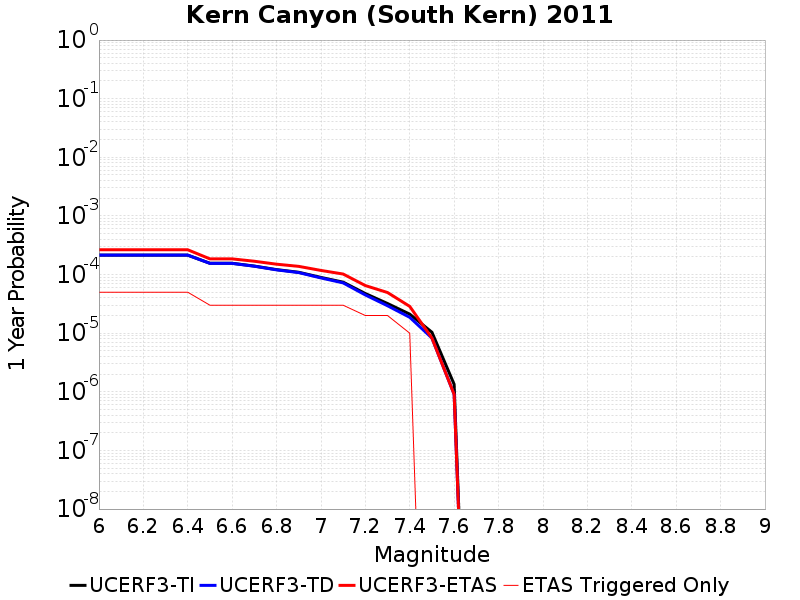 Kern Canyon (South Kern) 2011
1 Year Probability
10^0
10^-1
10^-2
10^-3
10^-4
10^-5
10^-6
10^-7
10^-8
6 6.2 6.4 6.6 6.8 7 7.2 7.4 7.6 7.8 8 8.2 8.4 8.6 8.8 9
Magnitude
UCERF3-TI UCERF3-TD UCERF3-ETAS ETAS Triggered Only